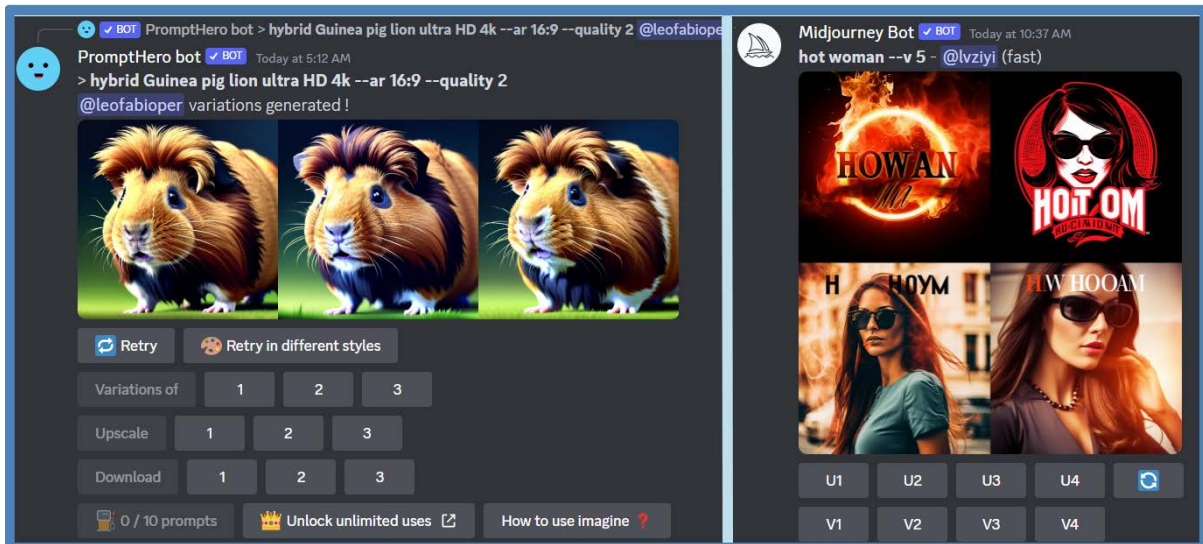 BOT PromptHero bot > hybrid Guinea pig lion ultra HD 4k --ar 16:9 --quality 2 @leofabiope
PromptHero bot BOT Today at 5:12 AM
> hybrid Guinea pig lion ultra HD 4k --ar 16:9 --quality 2
@leofabioper variations generated !
Retry
Retry in different styles
Variations of 1 2 3
Upscale 1 2 3
Download 1 2 3
0 / 10 prompts
Unlock unlimited uses
How to use imagine ?
Midjourney Bot BOT Today at 10:37 AM
hot woman --v 5 - @lvziyi (fast)
HOWAN
HOIT OM
H HOYM
H.W HOOAM
U1 U2 U3 U4
V1 V2 V3 V4